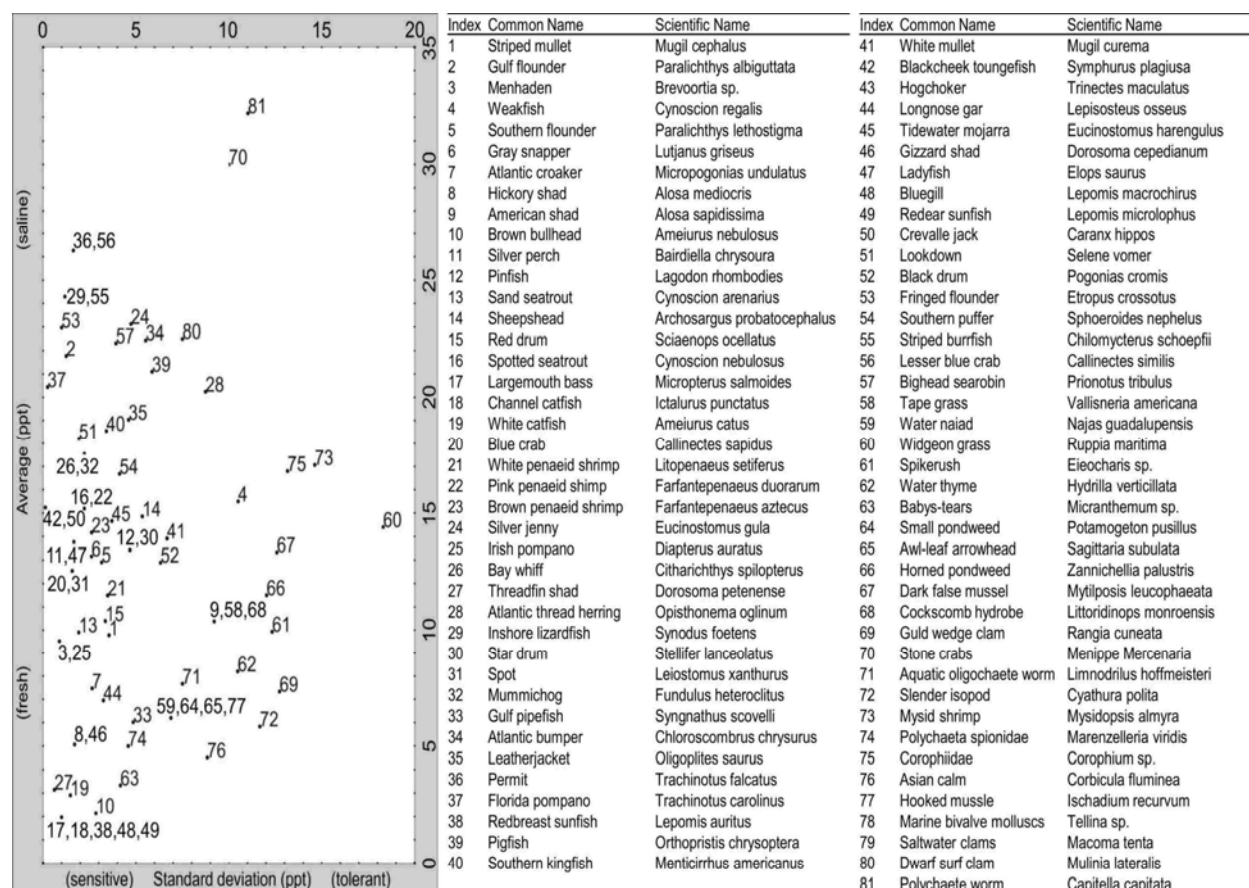 0 5 10 15 20
35
30
25
20
15
10
5
0
(saline)
Average (ppt)
(fresh)
81
70
36,56
29,55
53
24
57
34
80
2
39
37
28
35
40
51
26,32
54
75
73
16,22
4
45
14
42,50
23
12,30
41
60
6
5
67
11,47
52
20,31
21
66
9,58,68
15
13
1
61
3,25
62
7
71
69
44
59,64,65,77
33
72
8,46
74
76
27
19
63
10
17,18,38,48,49
(sensitive) Standard deviation (ppt) (tolerant)
Index Common Name Scientific Name
1 Striped mullet Mugil cephalus
2 Gulf flounder Paralichthys albiguttata
3 Menhaden Brevoortia sp.
4 Weakfish Cynoscion regalis
5 Southern flounder Paralichthys lethostigma
6 Gray snapper Lutjanus griseus
7 Atlantic croaker Micropogonias undulatus
8 Hickory shad Alosa mediocris
9 American shad Alosa sapidissima
10 Brown bullhead Ameiurus nebulosus
11 Silver perch Bairdiella chrysoura
12 Pinfish Lagodon rhombodies
13 Sand seatrout Cynoscion arenarius
14 Sheepshead Archosargus probatocephalus
15 Red drum Sciaenops ocellatus
16 Spotted seatrout Cynoscion nebulosus
17 Largemouth bass Micropterus salmoides
18 Channel catfish Ictalurus punctatus
19 White catfish Ameiurus catus
20 Blue crab Callinectes sapidus
21 White penaeid shrimp Litopenaeus setiferus
22 Pink penaeid shimp Farfantepenaeus duorarum
23 Brown penaeid shrimp Farfantepenaeus aztecus
24 Silver jenny Eucinostomus gula
25 Irish pompano Diapterus auratus
26 Bay whiff Citharichthys spilopterus
27 Threadfin shad Dorosoma petenense
28 Atlantic thread herring Opisthonema oglinum
29 Inshore lizardfish Synodus foetens
30 Star drum Stellifer lanceolatus
31 Spot Leiostomus xanthurus
32 Mummichog Fundulus heteroclitus
33 Gulf pipefish Syngnathus scovelli
34 Atlantic bumper Chloroscombrus chrysurus
35 Leatherjacket Oligoplites saurus
36 Permit Trachinotus falcatus
37 Florida pompano Trachinotus carolinus
38 Redbreast sunfish Lepomis auritus
39 Pigfish Orthopristis chrysoptera
40 Southern kingfish Menticirrhus americanus
Index Common Name Scientific Name
41 White mullet Mugil curema
42 Blackcheek toungefish Symphurus plagiusa
43 Hogchoker Trinectes maculatus
44 Longnose gar Lepisosteus osseus
45 Tidewater mojarra Eucinostomus harengulus
46 Gizzard shad Dorosoma cepedianum
47 Ladyfish Elops saurus
48 Bluegill Lepomis macrochirus
49 Redear sunfish Lepomis microlophus
50 Crevalle jack Caranx hippos
51 Lookdown Selene vomer
52 Black drum Pogonias cromis
53 Fringed flounder Etropus crossotus
54 Southern puffer Sphoeroides nephelus
55 Striped burrfish Chilomycterus schoepfii
56 Lesser blue crab Callinectes similis
57 Bighead searobin Prionotus tribulus
58 Tape grass Vallisneria americana
59 Water naiad Najas guadalupensis
60 Widgeon grass Ruppia maritima
61 Spikerush Eieocharis sp.
62 Water thyme Hydrilla verticillata
63 Babys-tears Micranthemum sp.
64 Small pondweed Potamogeton pusillus
65 Awl-leaf arrowhead Sagittaria subulata
66 Horned pondweed Zannichellia palustris
67 Dark false mussel Mytilposis leucophaeata
68 Cockscomb hydrobe Littoridinops monroensis
69 Guld wedge clam Rangia cuneata
70 Stone crabs Menippe Mercenaria
71 Aquatic oligochaete worm Limnodrilus hoffmeisteri
72 Slender isopod Cyathura polita
73 Mysid shrimp Mysidopsis almyra
74 Polychaeta spionidae Marenzelleria viridis
75 Corophiidae Corophium sp.
76 Asian calm Corbicula fluminea
77 Hooked mussle Ischadium recurvum
78 Marine bivalve molluscs Tellina sp.
79 Saltwater clams Macoma tenta
80 Dwarf surf clam Mulinia lateralis
81 Polychaete worm Capitella capitata